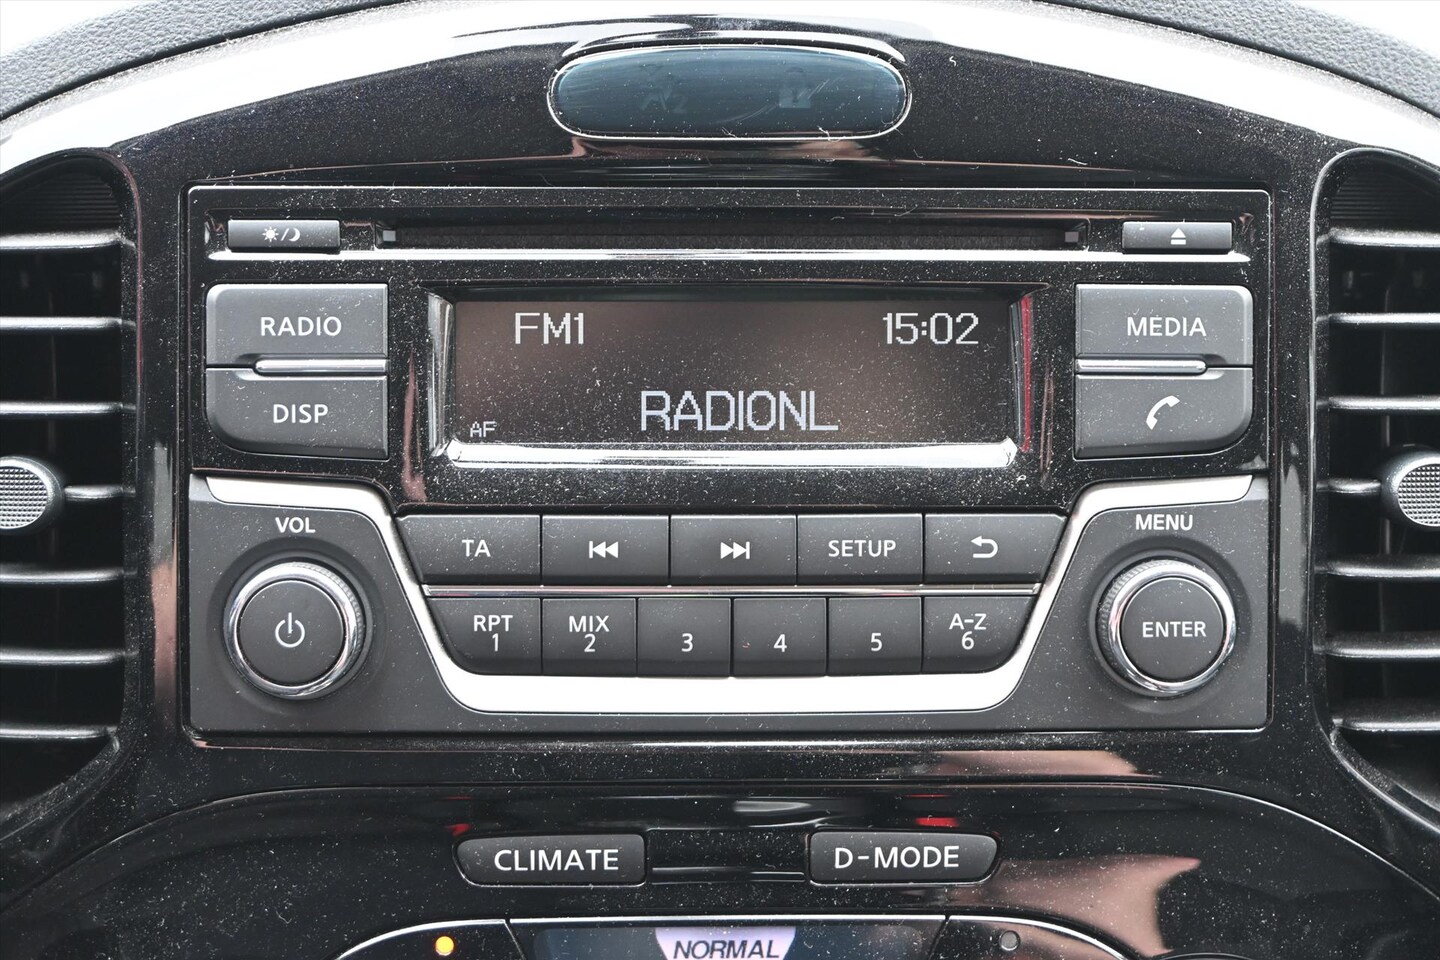 RADIO
FM1
15:02
MEDIA
DISP
RADIONL
AF
VOL
MENU
TA
SETUP
RPT
1
MIX
2
3
4
5
A-Z
6
ENTER
CLIMATE
D-MODE
NORMAL